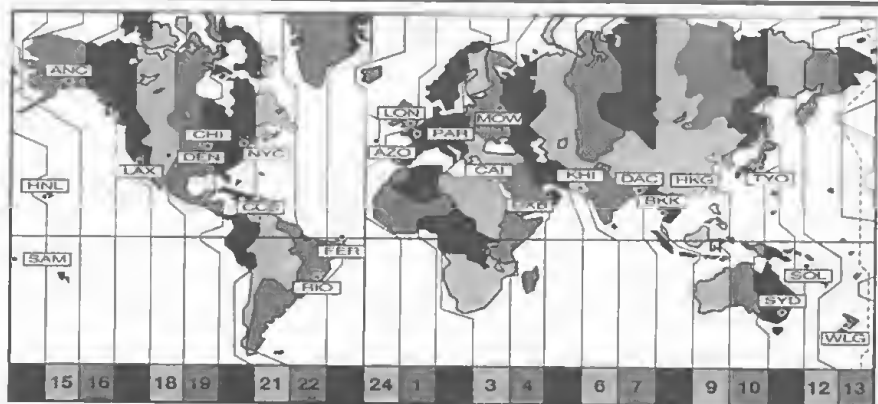 ANC
LON MOW
CHI PAR
DEN NYC AZO
LAX CAI KHI DAC HKG TYO
HNL DXB BKK
FER
SAM
RIO SOL
SYD
WLG
15 16 18 19 21 22 24 1 3 4 6 7 9 10 12 13